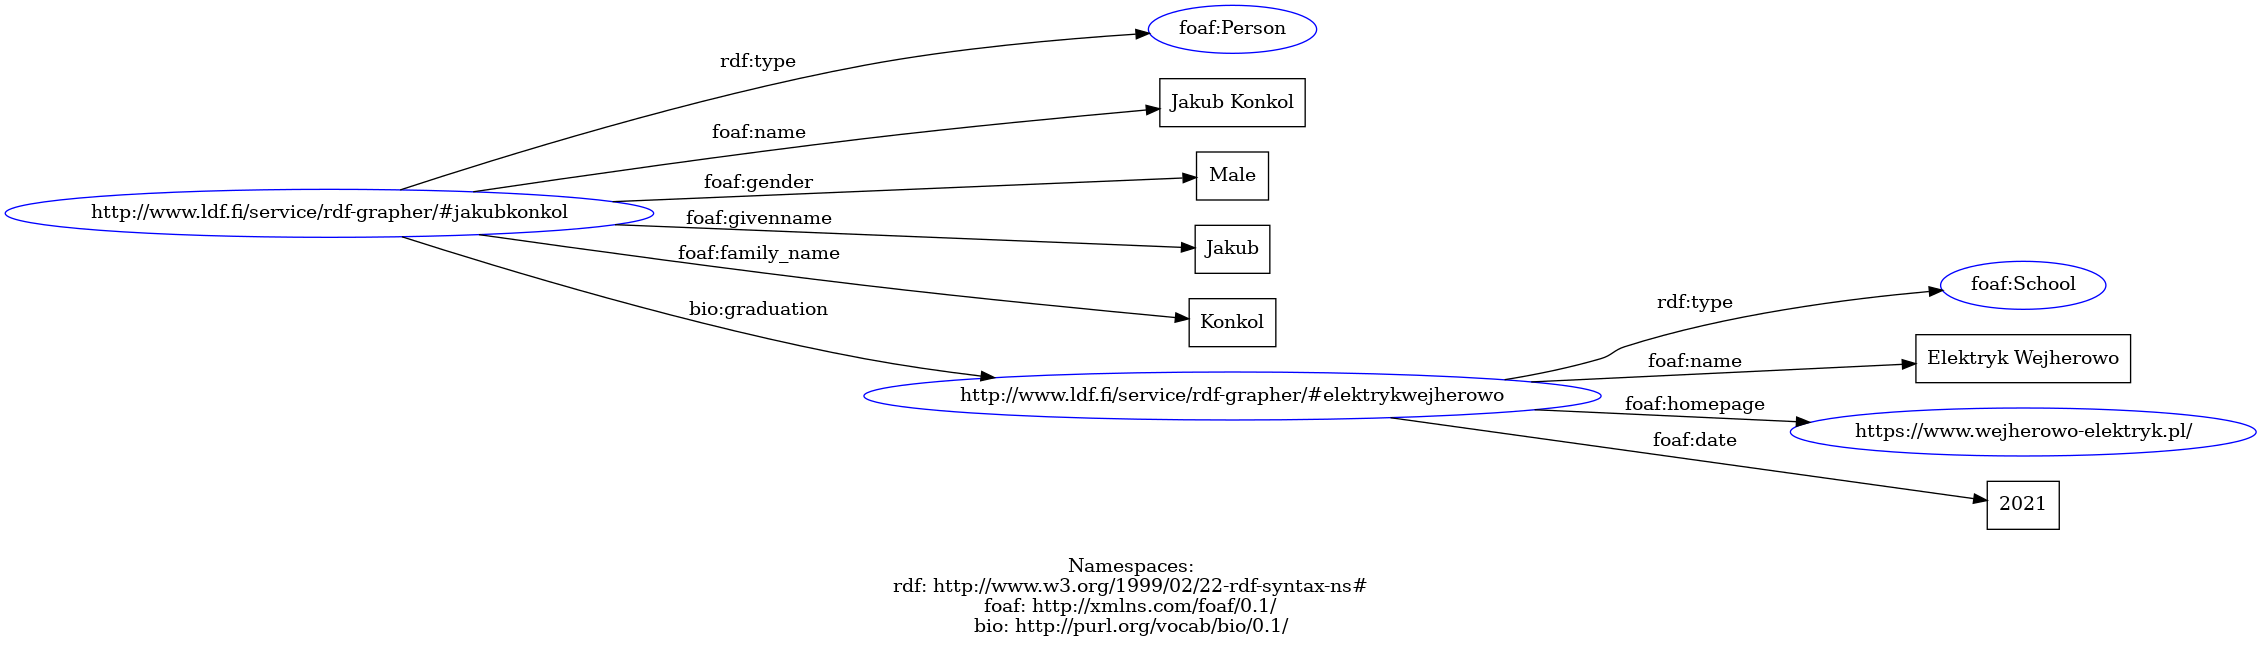 foaf:Person
rdf:type
Jakub Konkol
foaf:name
Male
foaf:gender
http://www.ldf.fi/service/rdf-grapher/#jakubkonkol
foaf:givenname
Jakub
foaf:family_name
Konkol
bio:graduation
http://www.ldf.fi/service/rdf-grapher/#elektrykwejherowo
rdf:type
foaf:School
foaf:name
Elektryk Wejherowo
foaf:homepage
https://www.wejherowo-elektryk.pl/
foaf:date
2021
Namespaces:
rdf: http://www.w3.org/1999/02/22-rdf-syntax-ns#
foaf: http://xmlns.com/foaf/0.1/
bio: http://purl.org/vocab/bio/0.1/